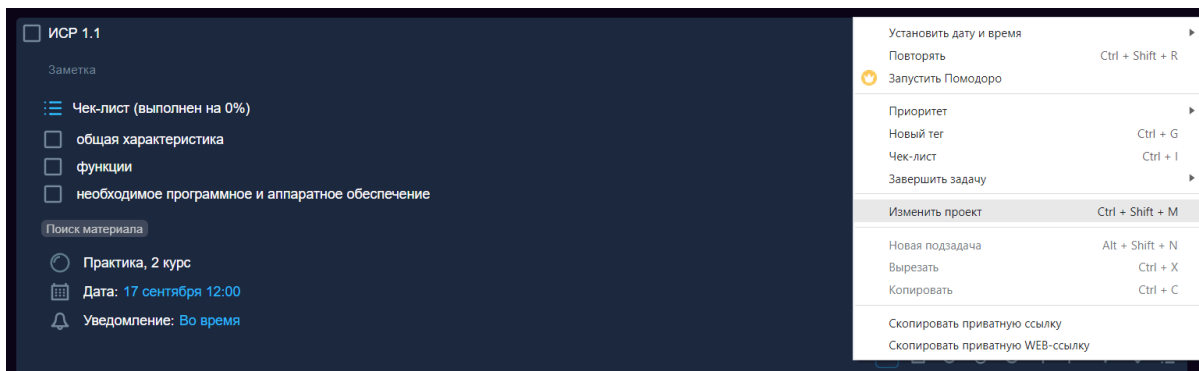 ИСР 1.1
Заметка
Чек-лист (выполнен на 0%)
общая характеристика
функции
необходимое программное и аппаратное обеспечение
Поиск материала
Практика, 2 курс
Дата: 17 сентября 12:00
Уведомление: Во время
Установить дату и время
Повторять Ctrl + Shift + R
Запустить Помодоро
Приоритет
Новый тег Ctrl + G
Чек-лист Ctrl + I
Завершить задачу
Изменить проект Ctrl + Shift + M
Новая подзадача Alt + Shift + N
Вырезать Ctrl + X
Копировать Ctrl + C
Скопировать приватную ссылку
Скопировать приватную WEB-ссылку